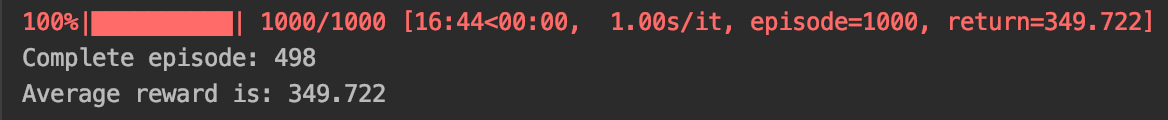 100%|██████████| 1000/1000 [16:44<00:00,  1.00s/it, episode=1000, return=349.722]
Complete episode: 498
Average reward is: 349.722